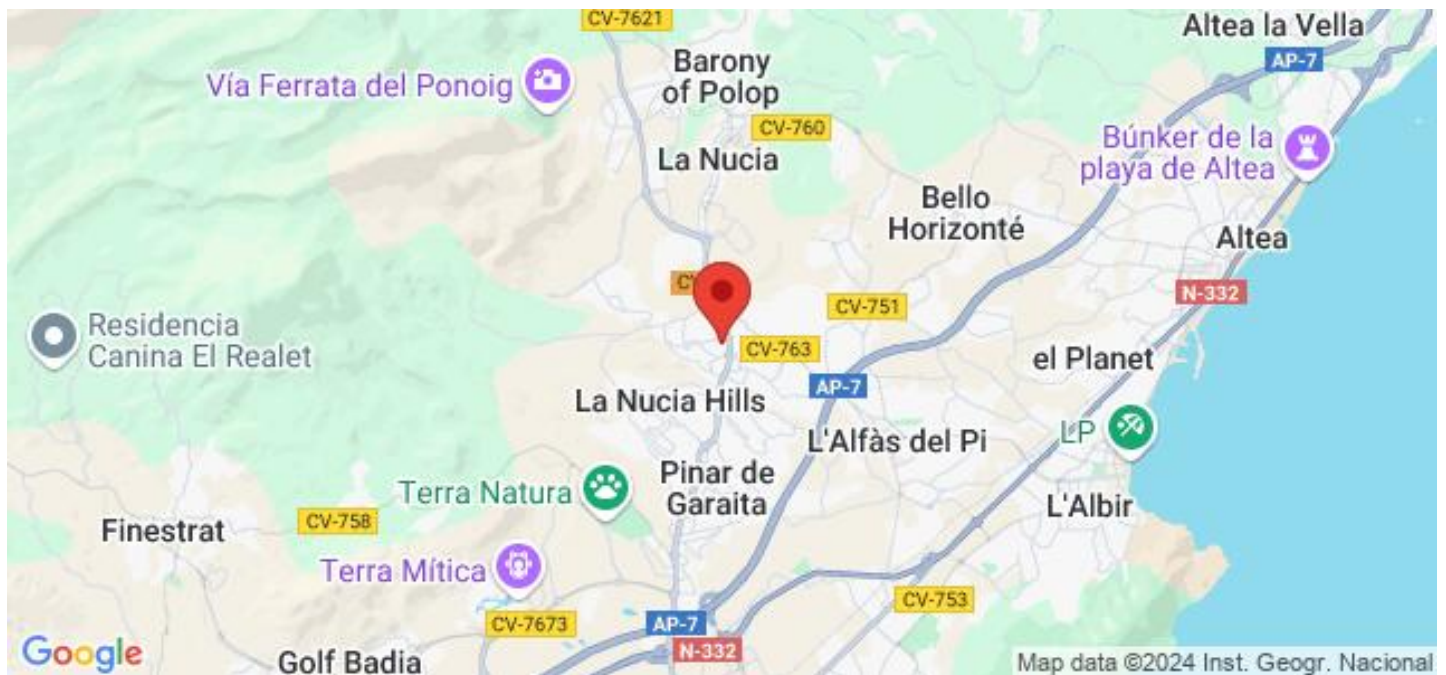 CV-7621
Altea la Vella
AP-7
Barony
of Polop
Vía Ferrata del Ponoig
CV-760
Búnker de la
playa de Altea
La Nucia
Bello
Horizonté
Altea
N-332
CV-751
Residencia
Canina El Realet
CV-763
el Planet
AP-7
La Nucia Hills
L'Alfàs del Pi
LP
Pinar de
Garaita
Terra Natura
L'Albir
CV-758
Finestrat
Terra Mítica
CV-753
CV-7673
AP-7
N-332
Google
Golf Badia
Map data ©2024 Inst. Geogr. Nacional